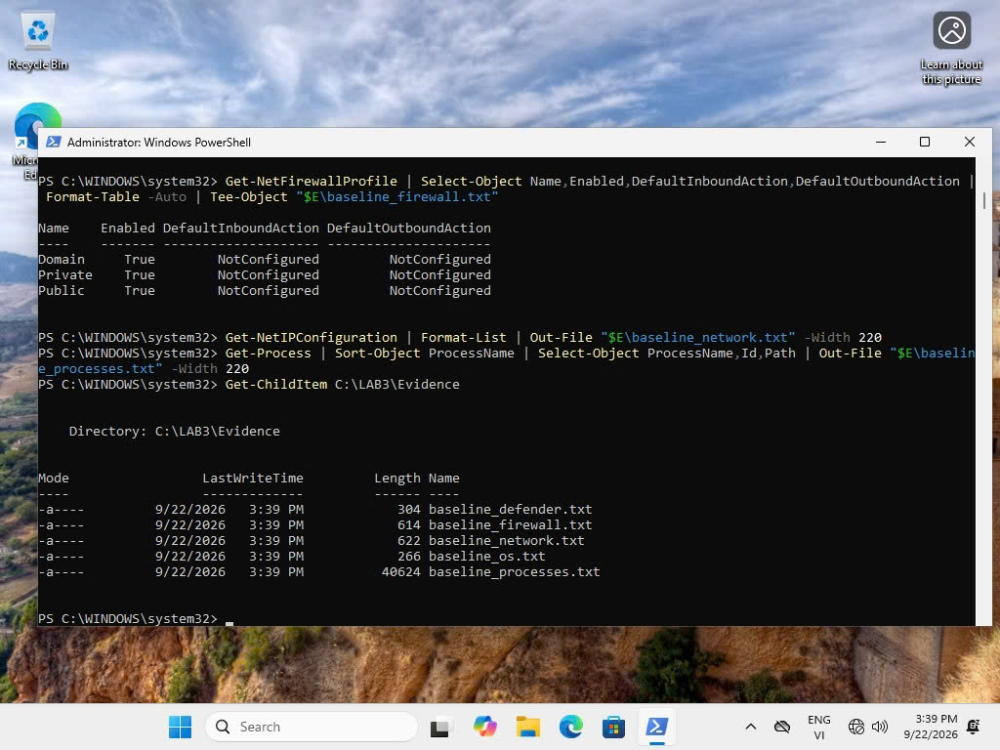 Recycle Bin
Learn about
this picture
Administrator: Windows PowerShell
PS C:\WINDOWS\system32> Get-NetFirewallProfile | Select-Object Name,Enabled,DefaultInboundAction,DefaultOutboundAction |
 Format-Table -Auto | Tee-Object "$E\baseline_firewall.txt"
Name    Enabled DefaultInboundAction DefaultOutboundAction
----    ------- -------------------- ---------------------
Domain     True        NotConfigured         NotConfigured
Private    True        NotConfigured         NotConfigured
Public     True        NotConfigured         NotConfigured
PS C:\WINDOWS\system32> Get-NetIPConfiguration | Format-List | Out-File "$E\baseline_network.txt" -Width 220
PS C:\WINDOWS\system32> Get-Process | Sort-Object ProcessName | Select-Object ProcessName,Id,Path | Out-File "$E\baselin
e_processes.txt" -Width 220
PS C:\WINDOWS\system32> Get-ChildItem C:\LAB3\Evidence
    Directory: C:\LAB3\Evidence
Mode                 LastWriteTime         Length Name
----                 -------------         ------ ----
-a----         9/22/2026   3:39 PM            304 baseline_defender.txt
-a----         9/22/2026   3:39 PM            614 baseline_firewall.txt
-a----         9/22/2026   3:39 PM            622 baseline_network.txt
-a----         9/22/2026   3:39 PM            266 baseline_os.txt
-a----         9/22/2026   3:39 PM          40624 baseline_processes.txt
PS C:\WINDOWS\system32>
Search
ENG
VI
3:39 PM
9/22/2026